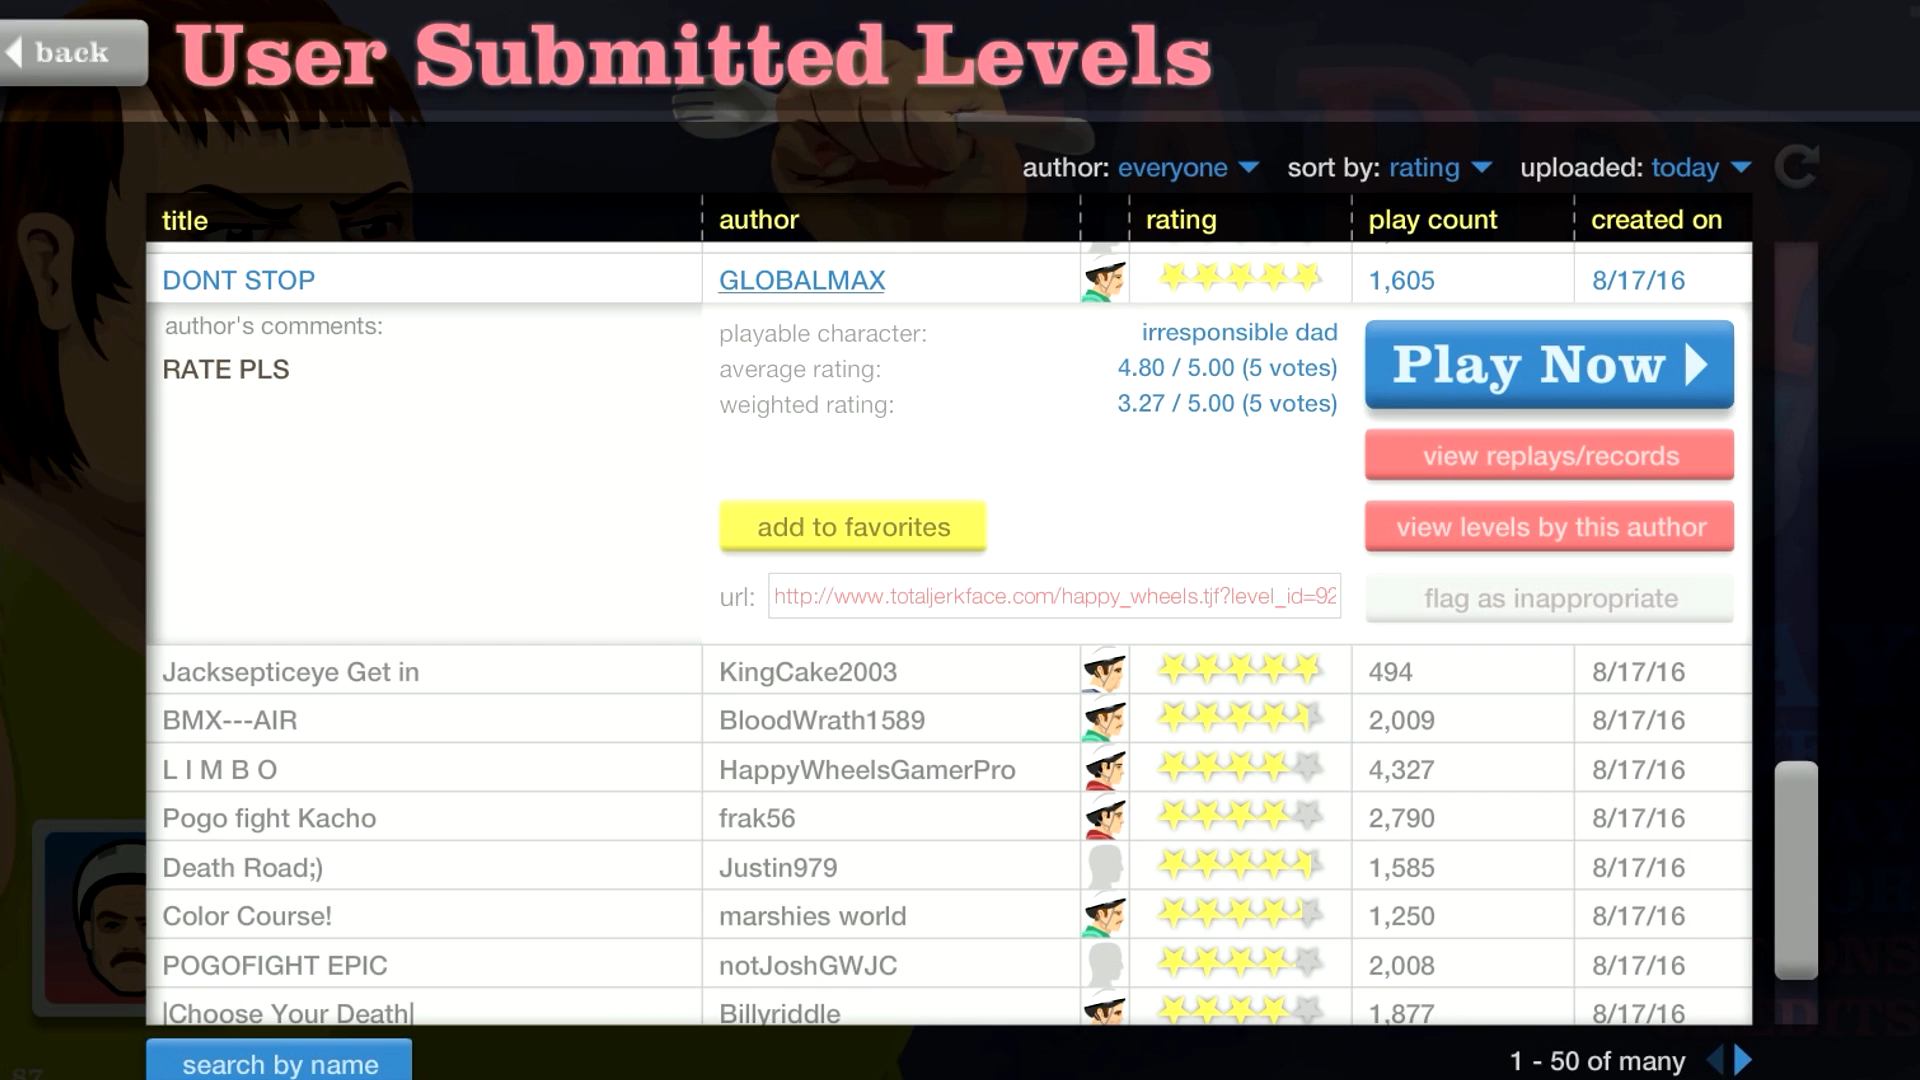 back
User Submitted Levels
author: everyone sort by: rating uploaded: today
title author rating play count created on
DONT STOP GLOBALMAX 1,605 8/17/16
author's comments:
RATE PLS
playable character: irresponsible dad
average rating: 4.80 / 5.00 (5 votes)
weighted rating: 3.27 / 5.00 (5 votes)
Play Now
view replays/records
add to favorites
view levels by this author
url: http://www.totaljerkface.com/happy_wheels.tjf?level_id=92
flag as inappropriate
Jacksepticeye Get in KingCake2003 494 8/17/16
BMX---AIR BloodWrath1589 2,009 8/17/16
L I M B O HappyWheelsGamerPro 4,327 8/17/16
Pogo fight Kacho frak56 2,790 8/17/16
Death Road;) Justin979 1,585 8/17/16
Color Course! marshies world 1,250 8/17/16
POGOFIGHT EPIC notJoshGWJC 2,008 8/17/16
|Choose Your Death| Billyriddle 1,877 8/17/16
search by name
1 - 50 of many